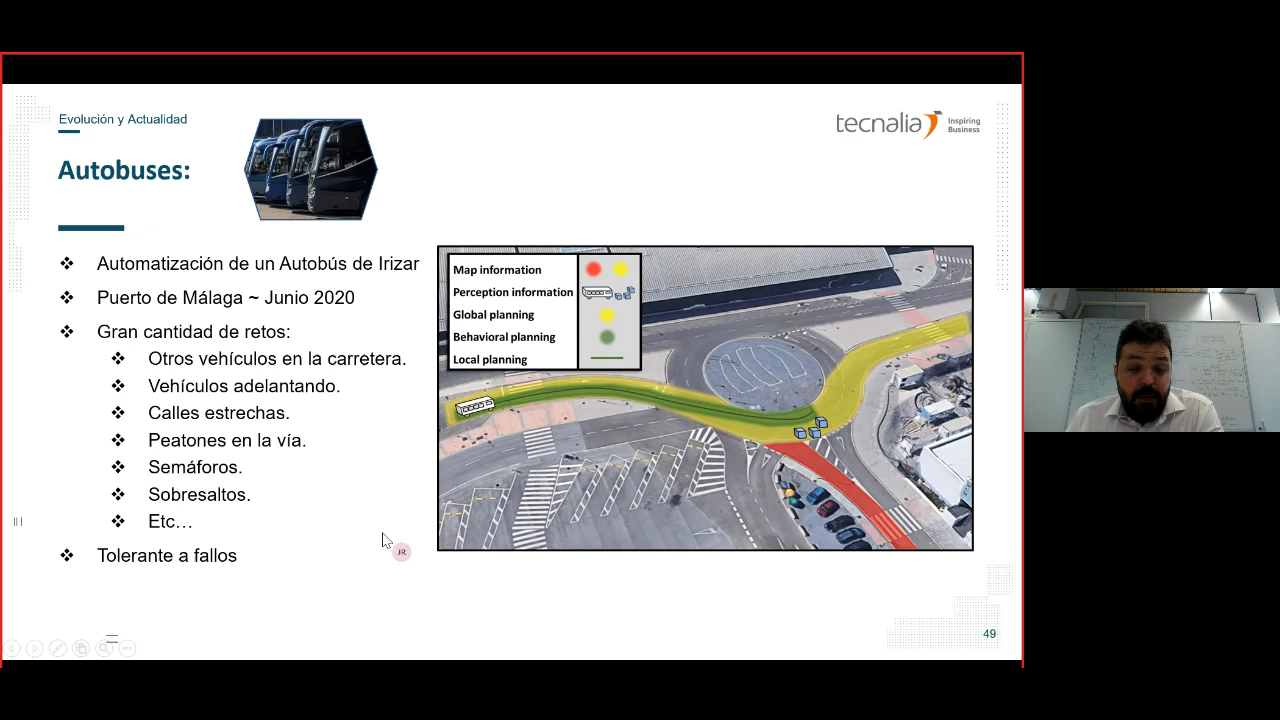 Evolución y Actualidad
tecnalia
Inspiring
Business
Autobuses:
Automatización de un Autobús de Irizar
Puerto de Málaga ~ Junio 2020
Gran cantidad de retos:
Otros vehículos en la carretera.
Vehículos adelantando.
Calles estrechas.
Peatones en la vía.
Semáforos.
Sobresaltos.
Etc…
Tolerante a fallos
Map information
Perception information
Global planning
Behavioral planning
Local planning
JR
49